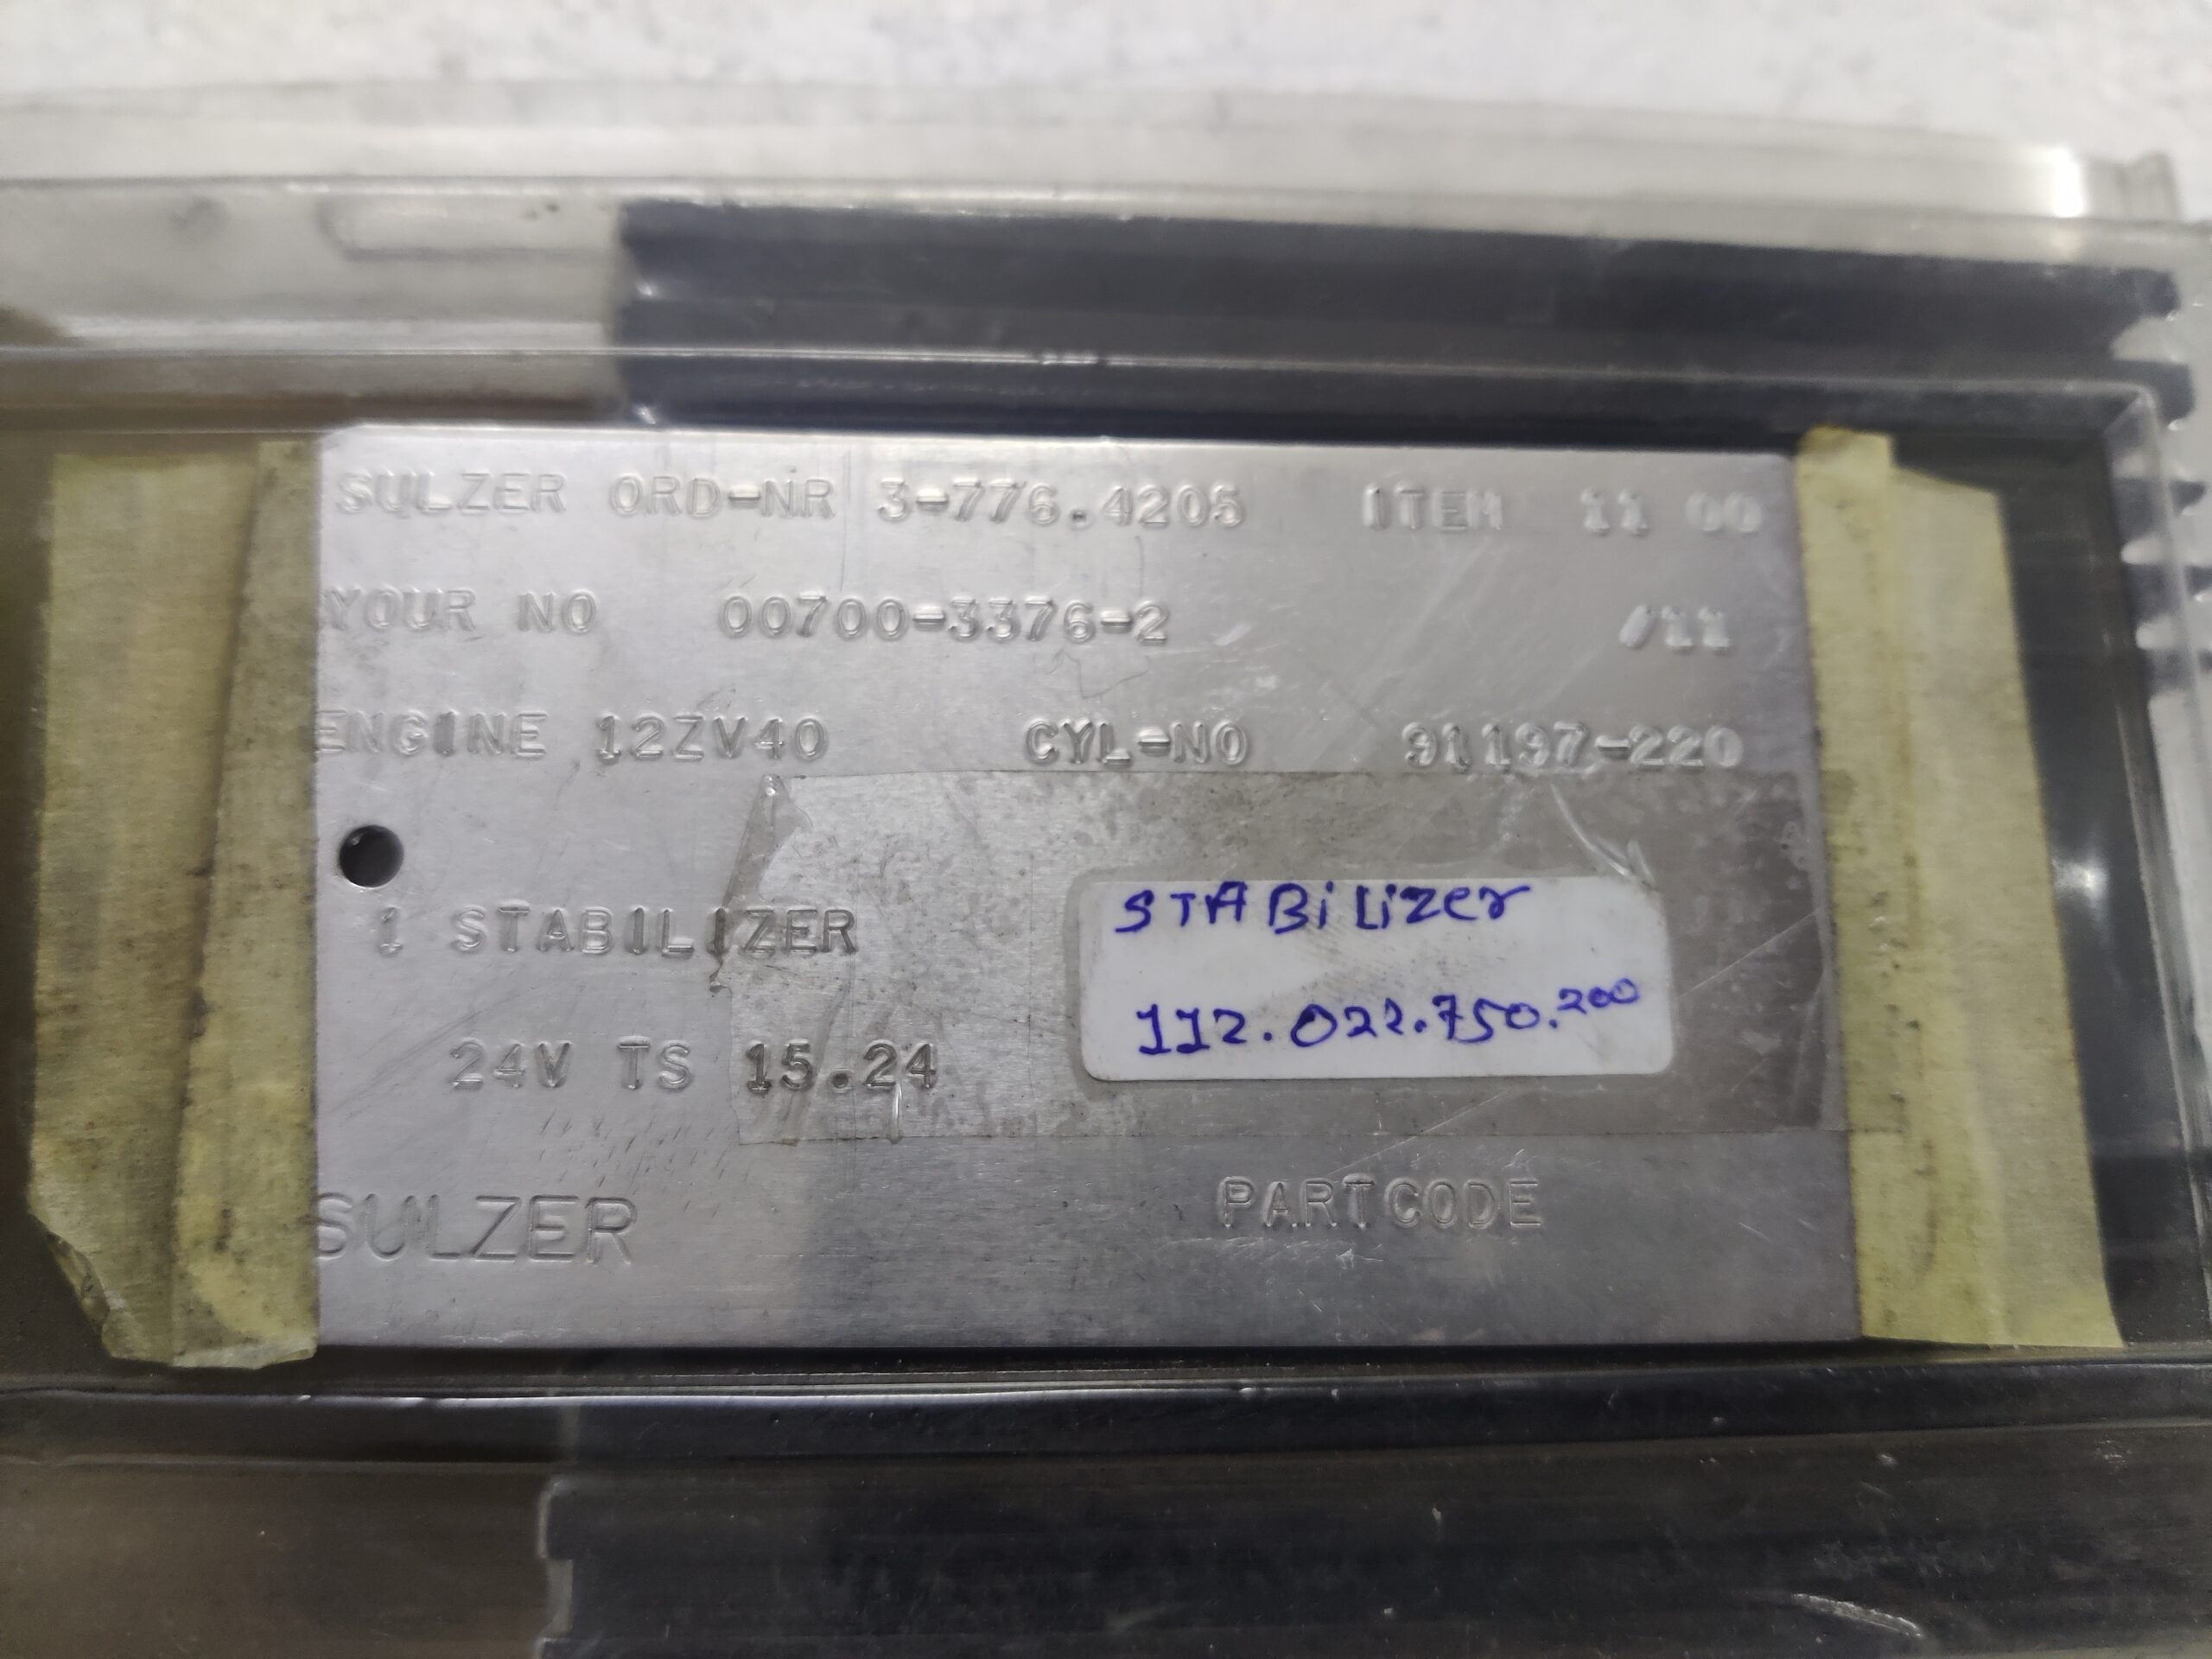 SULZER ORD-NR 3-776.4205 ITEM 11 00
YOUR NO 00700-3376-2 /11
ENGINE 12ZV40 CYL-NO 91197-220
1 STABILIZER
24V TS 15.24
STABiLizer
112.022.750.200
SULZER PARTCODE